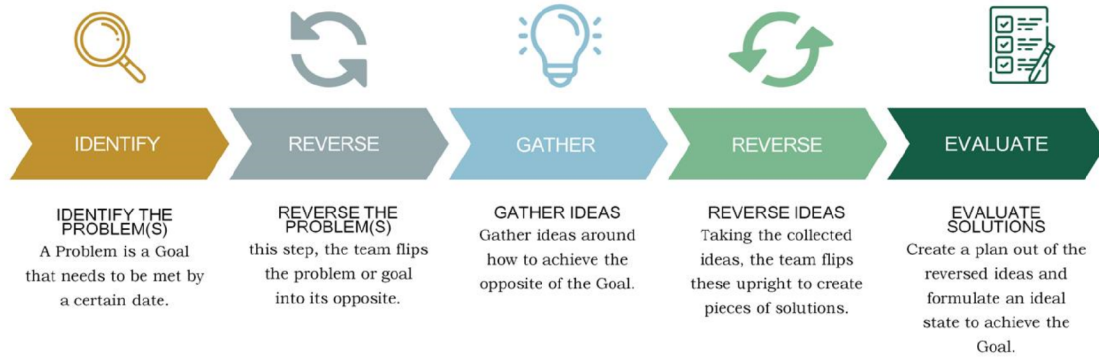 IDENTIFY
REVERSE
GATHER
REVERSE
EVALUATE
IDENTIFY THE
PROBLEM(S)
A Problem is a Goal
that needs to be met by
a certain date.
REVERSE THE
PROBLEM(S)
this step, the team flips
the problem or goal
into its opposite.
GATHER IDEAS
Gather ideas around
how to achieve the
opposite of the Goal.
REVERSE IDEAS
Taking the collected
ideas, the team flips
these upright to create
pieces of solutions.
EVALUATE
SOLUTIONS
Create a plan out of the
reversed ideas and
formulate an ideal
state to achieve the
Goal.